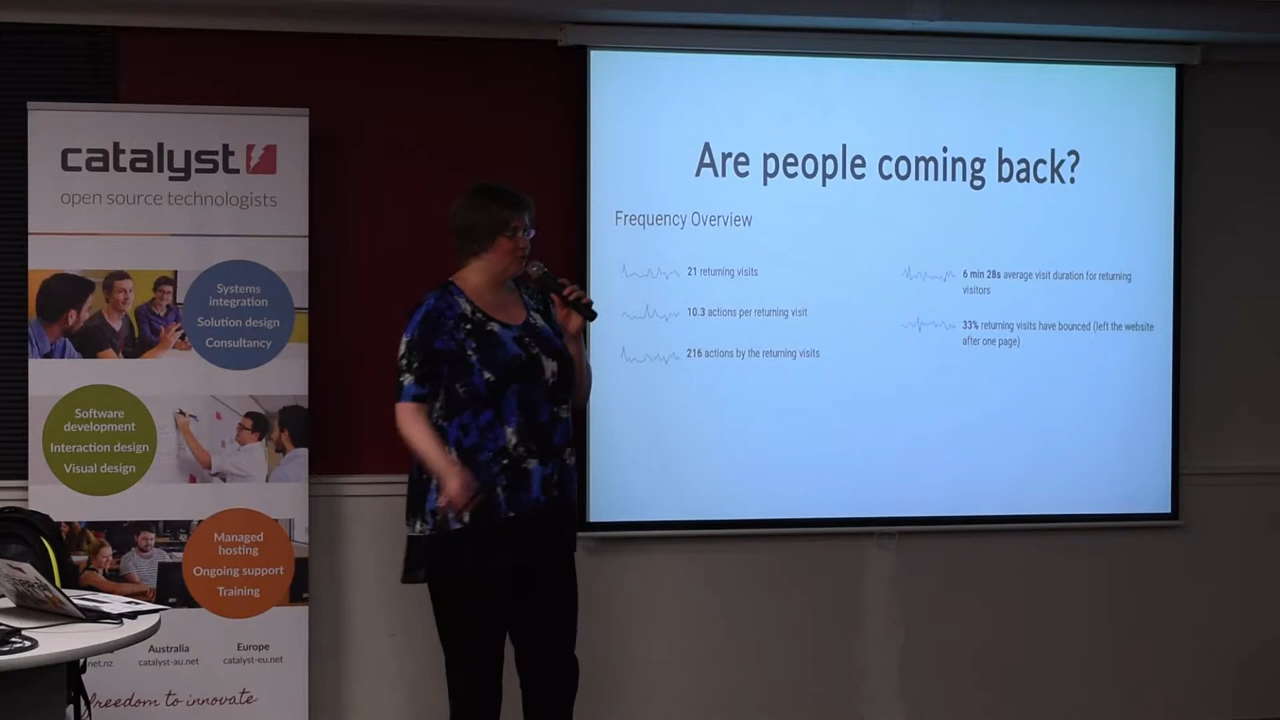 catalyst
open source technologists
Systems
integration
Solution design
Consultancy
Software
development
Interaction design
Visual design
Managed
hosting
Ongoing support
Training
net.nz
Australia
catalyst-au.net
Europe
catalyst-eu.net
freedom to innovate
Are people coming back?
Frequency Overview
21 returning visits
10.3 actions per returning visit
216 actions by the returning visits
6 min 28s average visit duration for returning
visitors
33% returning visits have bounced (left the website
after one page)